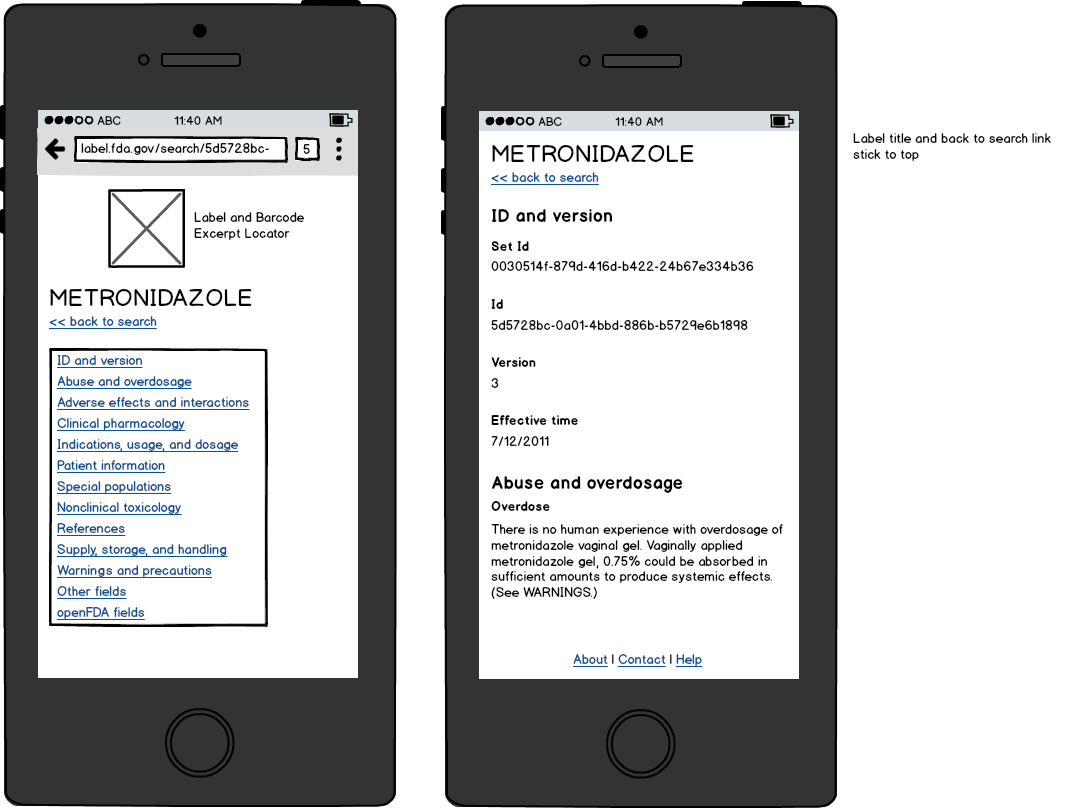 ABC 11:40 AM
label.fda.gov/search/5d5728bc- 5
Label and Barcode
Excerpt Locator
METRONIDAZOLE
<< back to search
ID and version
Abuse and overdosage
Adverse effects and interactions
Clinical pharmacology
Indications, usage, and dosage
Patient information
Special populations
Nonclinical toxicology
References
Supply, storage, and handling
Warnings and precautions
Other fields
openFDA fields
ABC 11:40 AM
METRONIDAZOLE
<< back to search
ID and version
Set Id
0030514f-879d-416d-b422-24b67e334b36
Id
5d5728bc-0a01-4bbd-886b-b5729e6b1898
Version
3
Effective time
7/12/2011
Abuse and overdosage
Overdose
There is no human experience with overdosage of
metronidazole vaginal gel. Vaginally applied
metronidazole gel, 0.75% could be absorbed in
sufficient amounts to produce systemic effects.
(See WARNINGS.)
About | Contact | Help
Label title and back to search link
stick to top